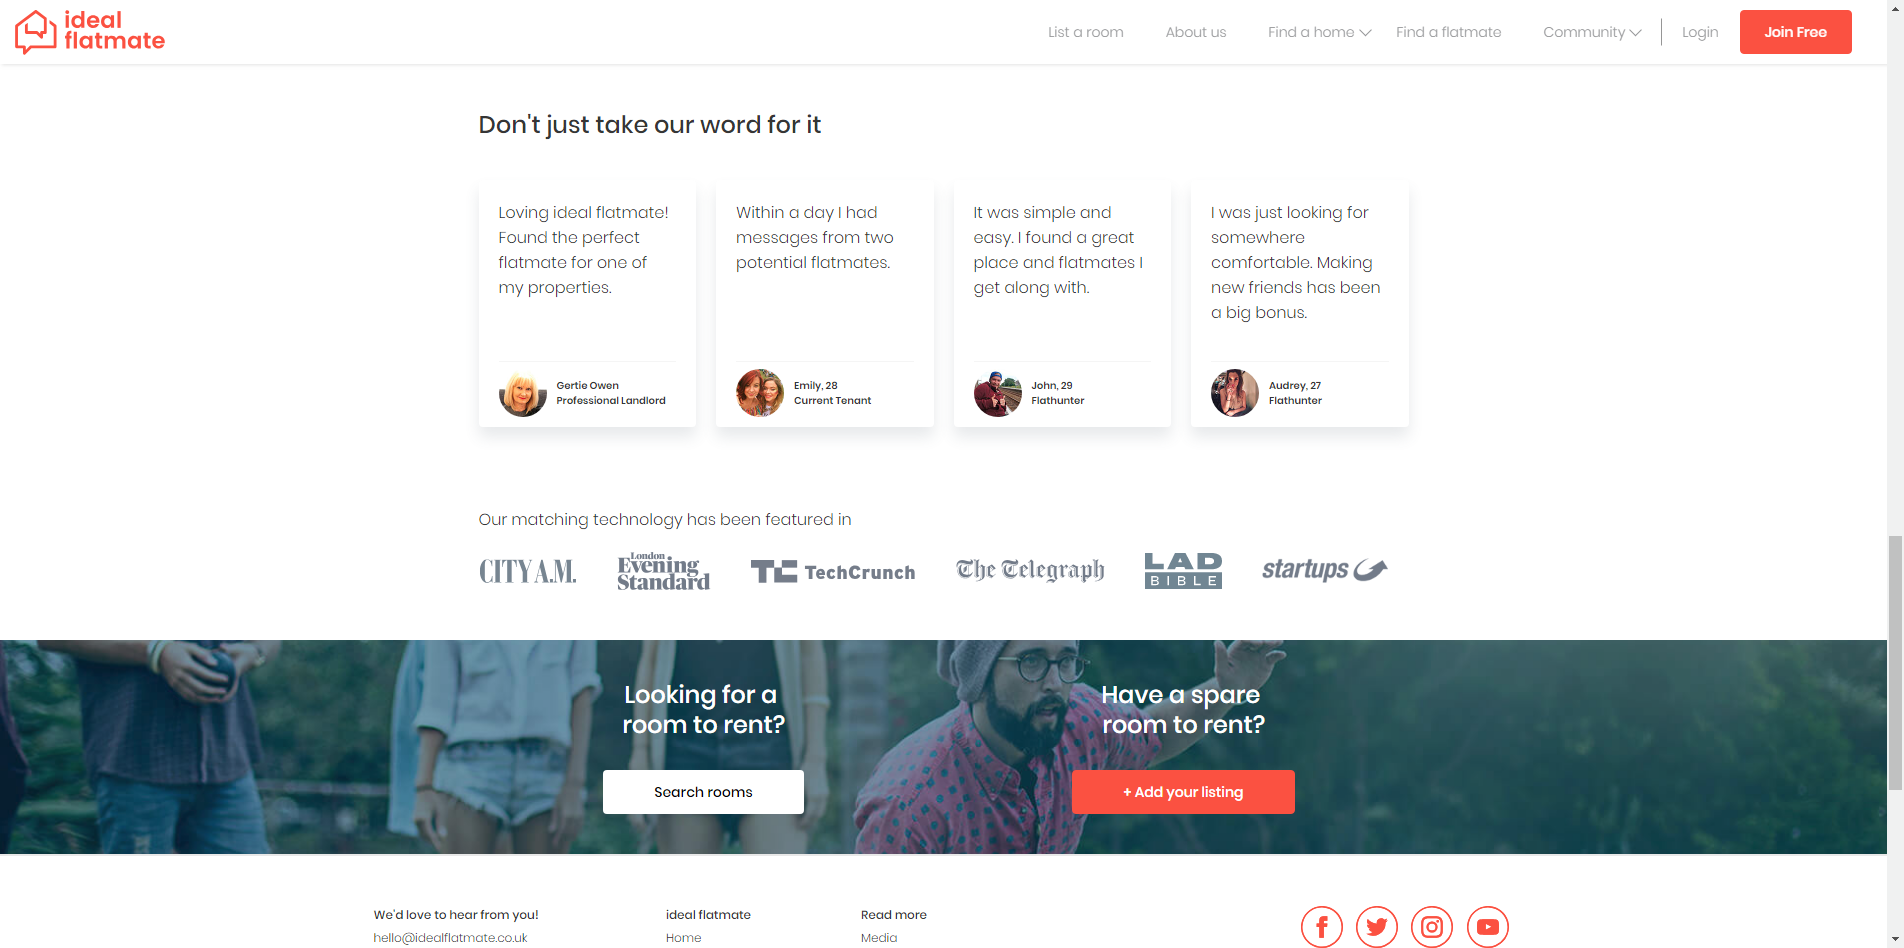 ideal
flatmate
List a room
About us
Find a home
Find a flatmate
Community
Login
Join Free
Don't just take our word for it
Loving ideal flatmate!
Found the perfect
flatmate for one of
my properties.
Gertie Owen
Professional Landlord
Within a day I had
messages from two
potential flatmates.
Emily, 28
Current Tenant
It was simple and
easy. I found a great
place and flatmates I
get along with.
John, 29
Flathunter
I was just looking for
somewhere
comfortable. Making
new friends has been
a big bonus.
Audrey, 27
Flathunter
Our matching technology has been featured in
CITY A.M.
London
Evening
Standard
TC TechCrunch
The Telegraph
LAD
BIBLE
startups
Looking for a
room to rent?
Search rooms
Have a spare
room to rent?
+ Add your listing
We'd love to hear from you!
hello@idealflatmate.co.uk
ideal flatmate
Home
Read more
Media